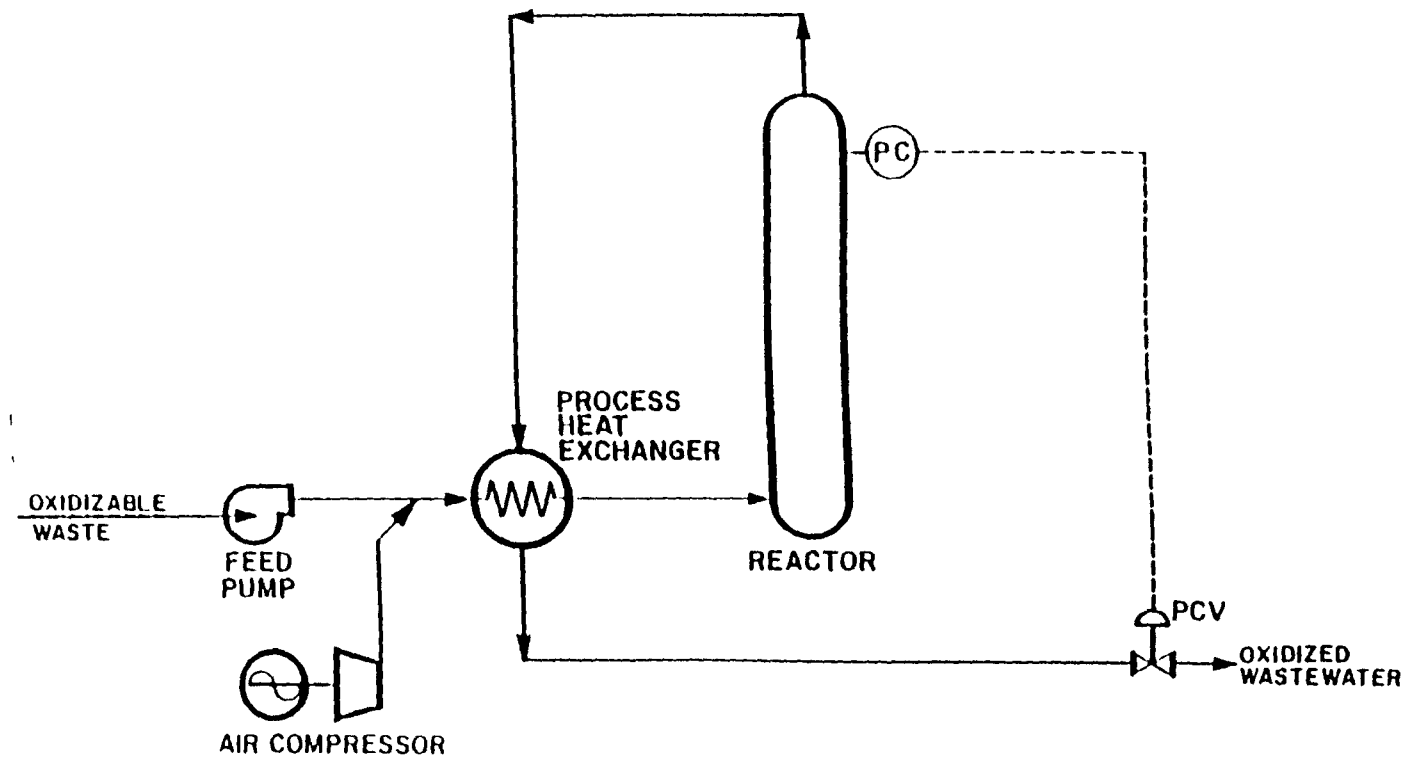 PC
PROCESS
HEAT
EXCHANGER
OXIDIZABLE
WASTE
FEED
PUMP
REACTOR
PCV
OXIDIZED
WASTEWATER
AIR COMPRESSOR